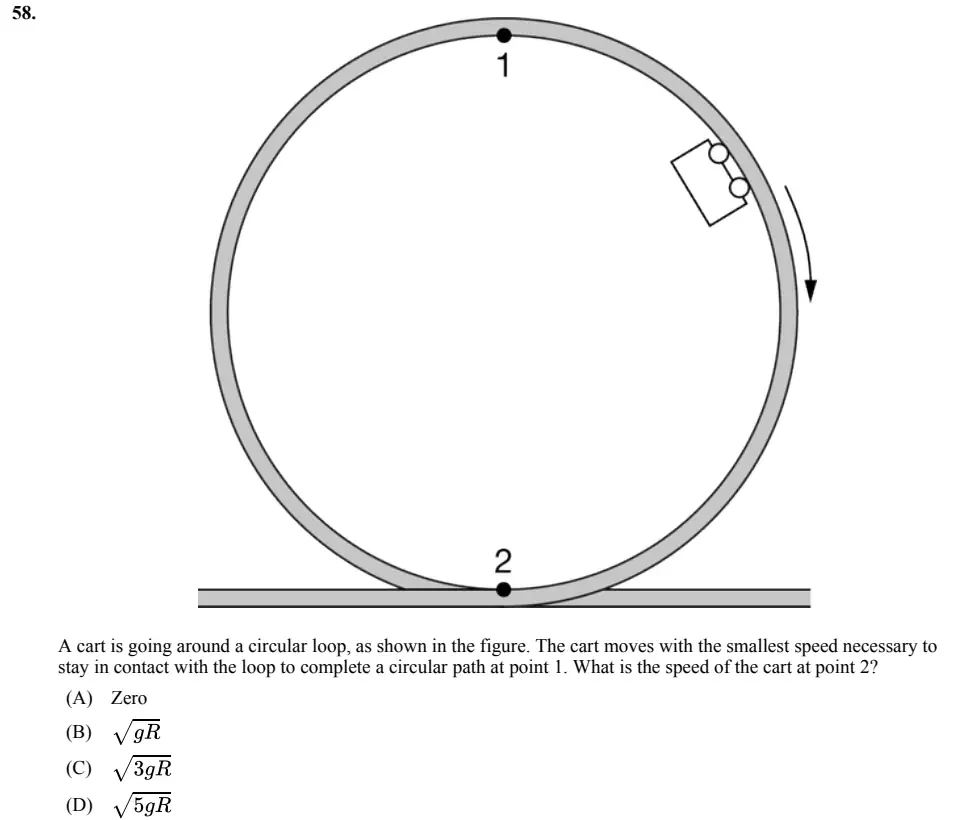 58.
1
2
A cart is going around a circular loop, as shown in the figure. The cart moves with the smallest speed necessary to
stay in contact with the loop to complete a circular path at point 1. What is the speed of the cart at point 2?
(A) Zero
(B) √gR
(C) √3gR
(D) √5gR